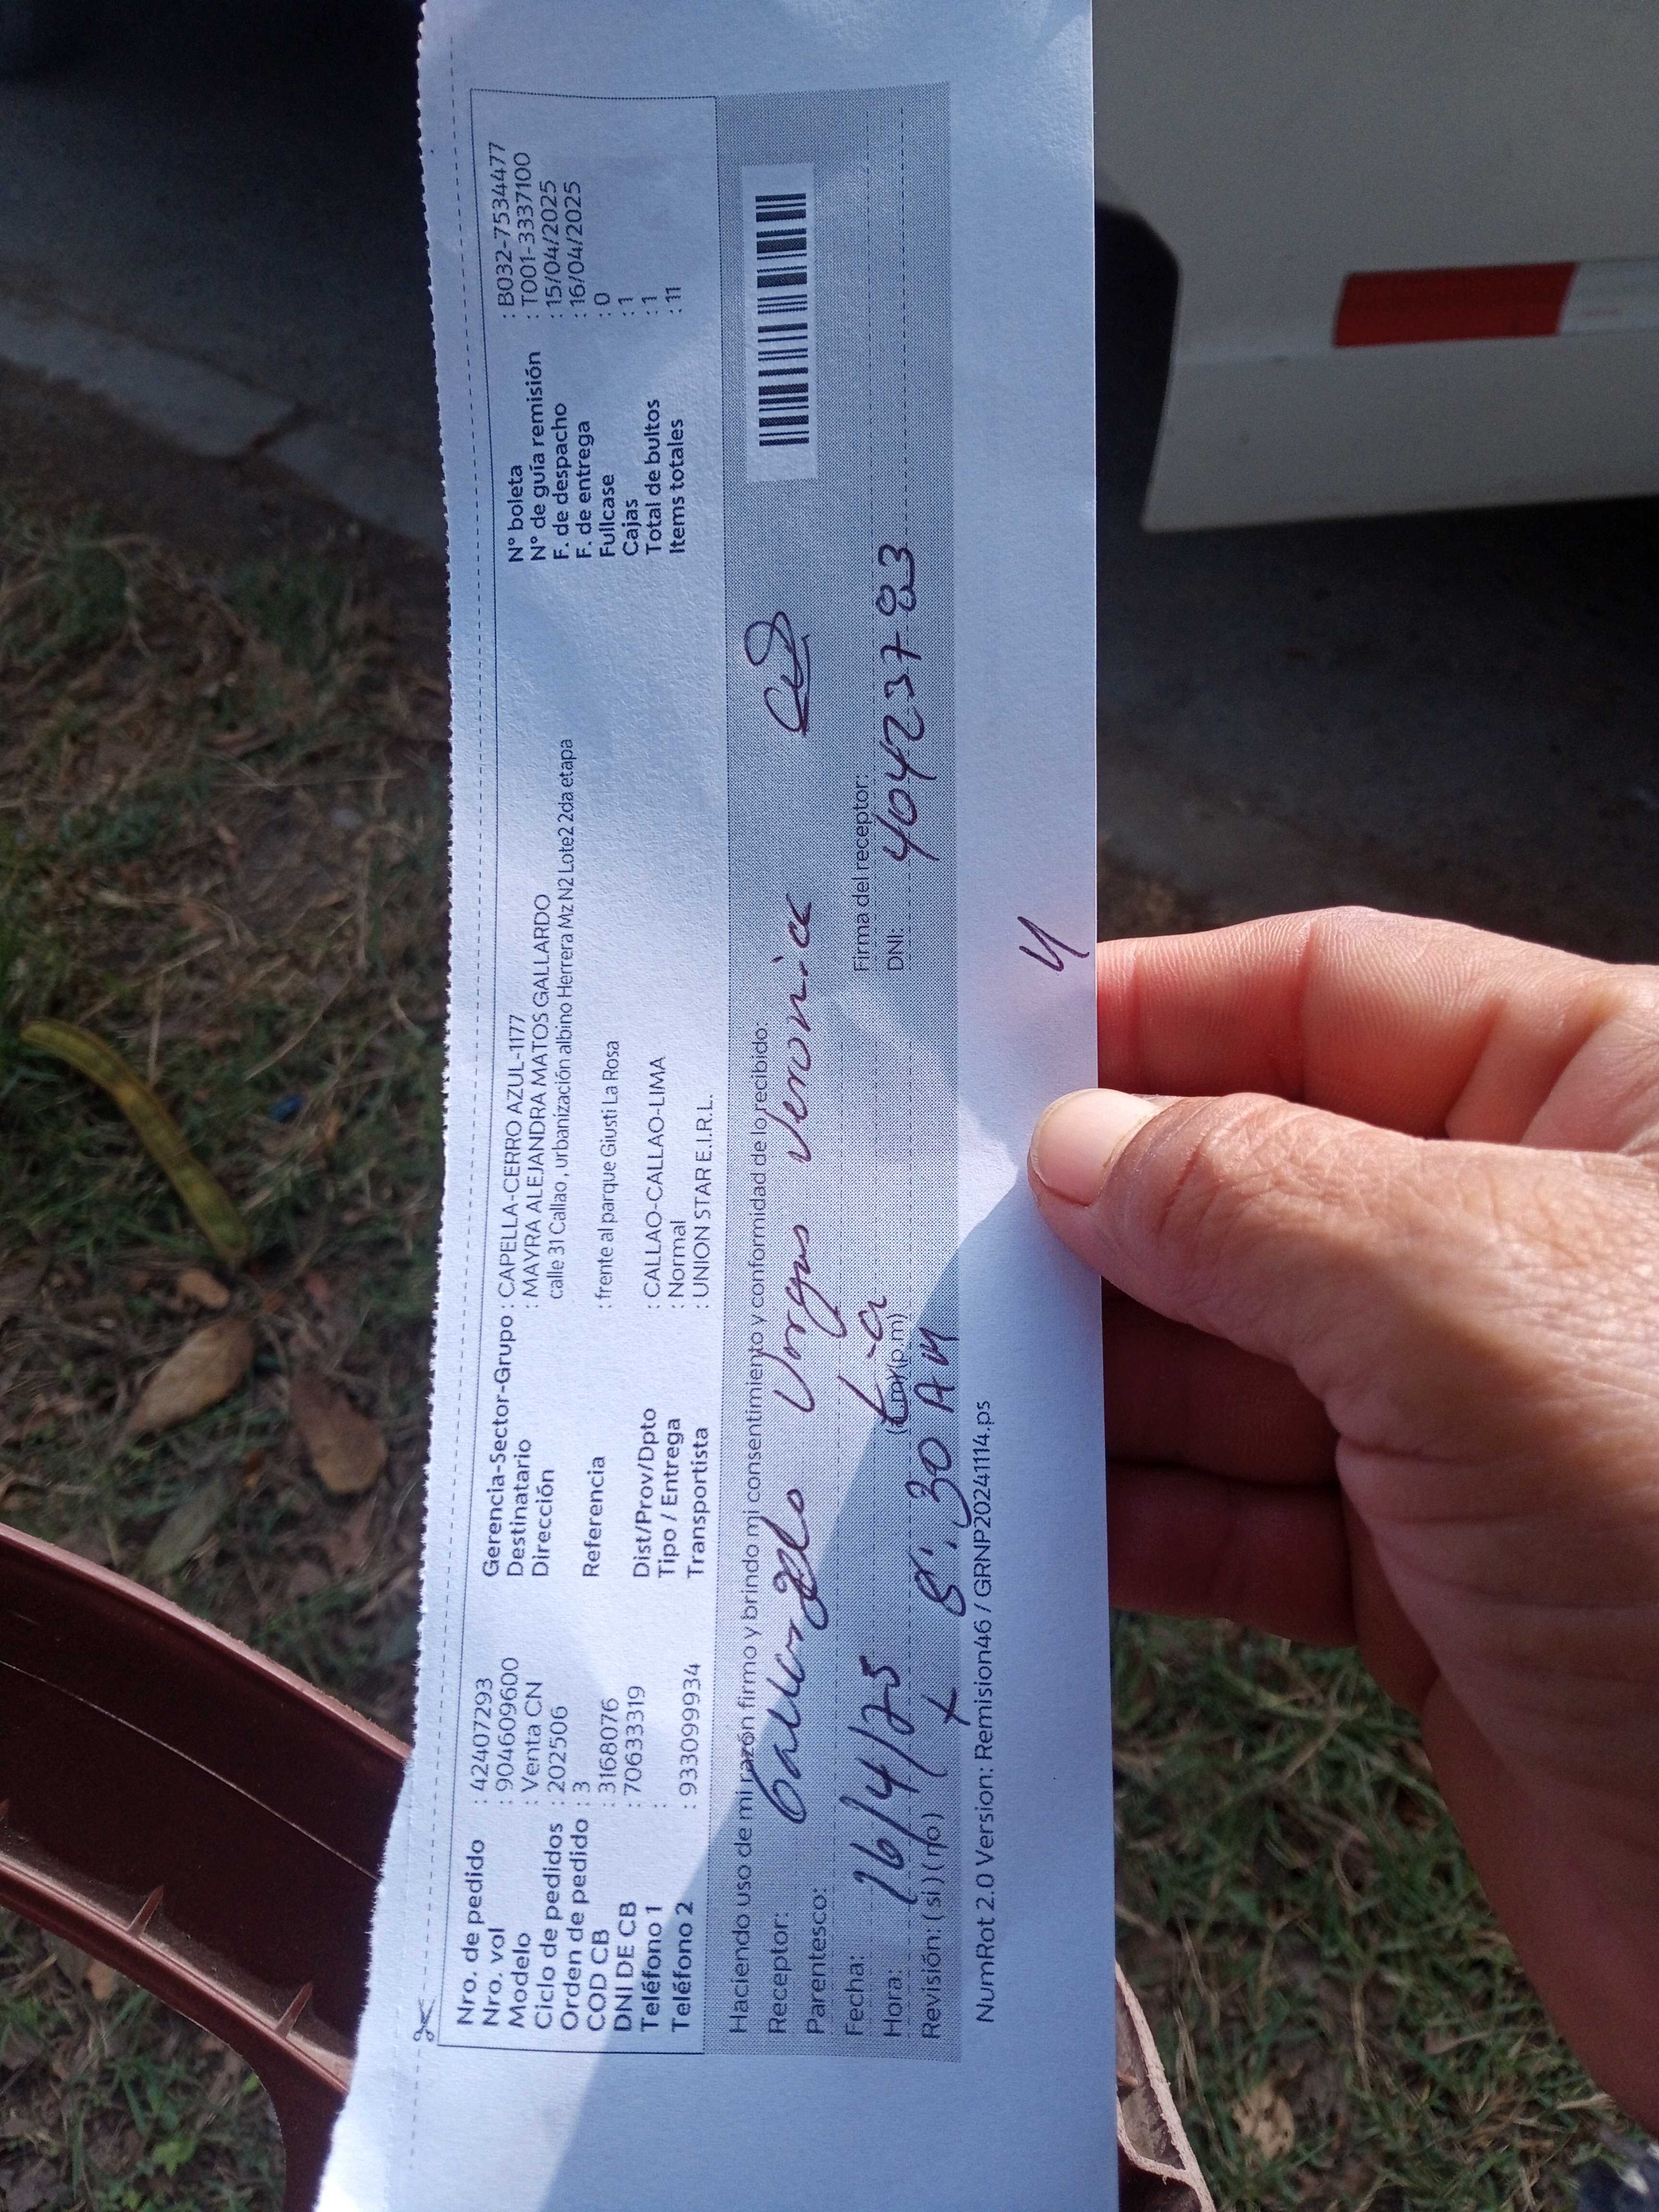 Nro. de pedido : 42407293
Nro. vol : 904609600
Modelo : Venta CN
Ciclo de pedidos : 202506
Orden de pedido : 3
COD CB : 3168076
DNI DE CB : 70633319
Teléfono 1 :
Teléfono 2 : 933099934
Gerencia-Sector-Grupo : CAPELLA-CERRO AZUL-1177
Destinatario : MAYRA ALEJANDRA MATOS GALLARDO
Dirección calle 31 Callao , urbanización albino Herrera Mz N2 Lote2 2da etapa
Referencia : frente al parque Giusti La Rosa
Dist/Prov/Dpto : CALLAO-CALLAO-LIMA
Tipo / Entrega : Normal
Transportista : UNION STAR E.I.R.L.
N° boleta : B032-7534477
N° de guía remisión : T001-3337100
F. de despacho : 15/04/2025
F. de entrega : 16/04/2025
Fullcase : 0
Cajas : 1
Total de bultos : 1
Items totales : 11
Haciendo uso de mi razón firmo y brindo mi consentimiento y conformidad de lo recibido:
Receptor: Vargas Veronica
Parentesco: tía
Fecha: 16/4/25
Hora: 8:30 AM (a.m)(p.m)
Revisión: ( si ) ( no ) x
Firma del receptor:
DNI: 40423783
NumRot 2.0 Version: Remision46 / GRNP20241114.ps